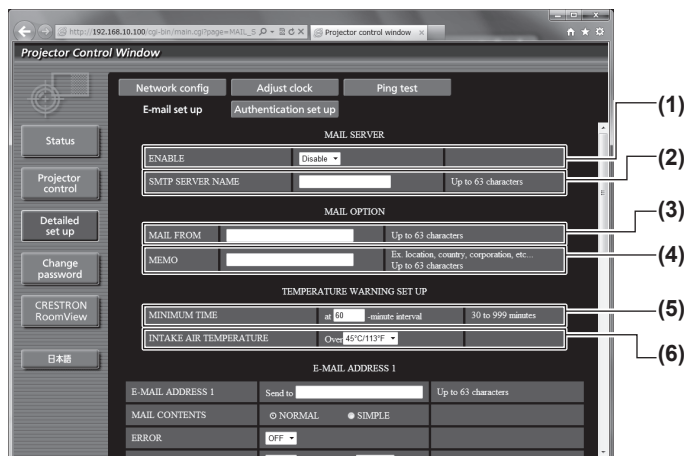 http://192.168.10.100/cgi-bin/main.cgi?page=MAIL_S
Projector control window
Projector Control Window
Network config Adjust clock Ping test
E-mail set up Authentication set up
Status
Projector control
Detailed set up
Change password
CRESTRON RoomView
日本語
MAIL SERVER
ENABLE Disable (1)
SMTP SERVER NAME Up to 63 characters (2)
MAIL OPTION
MAIL FROM Up to 63 characters (3)
MEMO Ex. location, country, corporation, etc...
Up to 63 characters (4)
TEMPERATURE WARNING SET UP
MINIMUM TIME at 60 -minute interval 30 to 999 minutes (5)
INTAKE AIR TEMPERATURE Over 45°C/113°F (6)
E-MAIL ADDRESS 1
E-MAIL ADDRESS 1 Send to Up to 63 characters
MAIL CONTENTS NORMAL SIMPLE
ERROR OFF